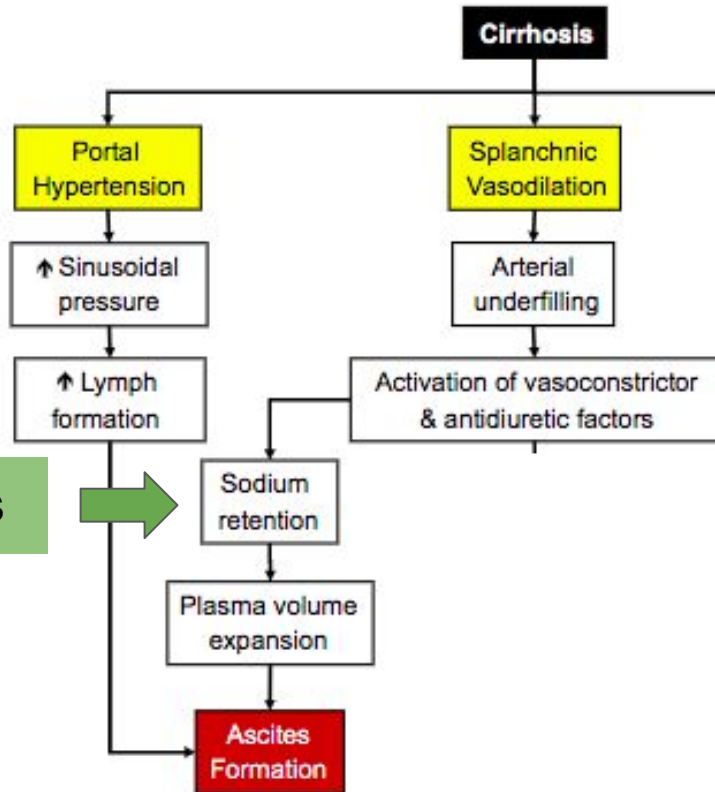 Cirrhosis
Portal
Hypertension
Splanchnic
Vasodilation
↑ Sinusoidal
pressure
Arterial
underfilling
↑ Lymph
formation
Activation of vasoconstrictor
& antidiuretic factors
s
Sodium
retention
Plasma volume
expansion
Ascites
Formation